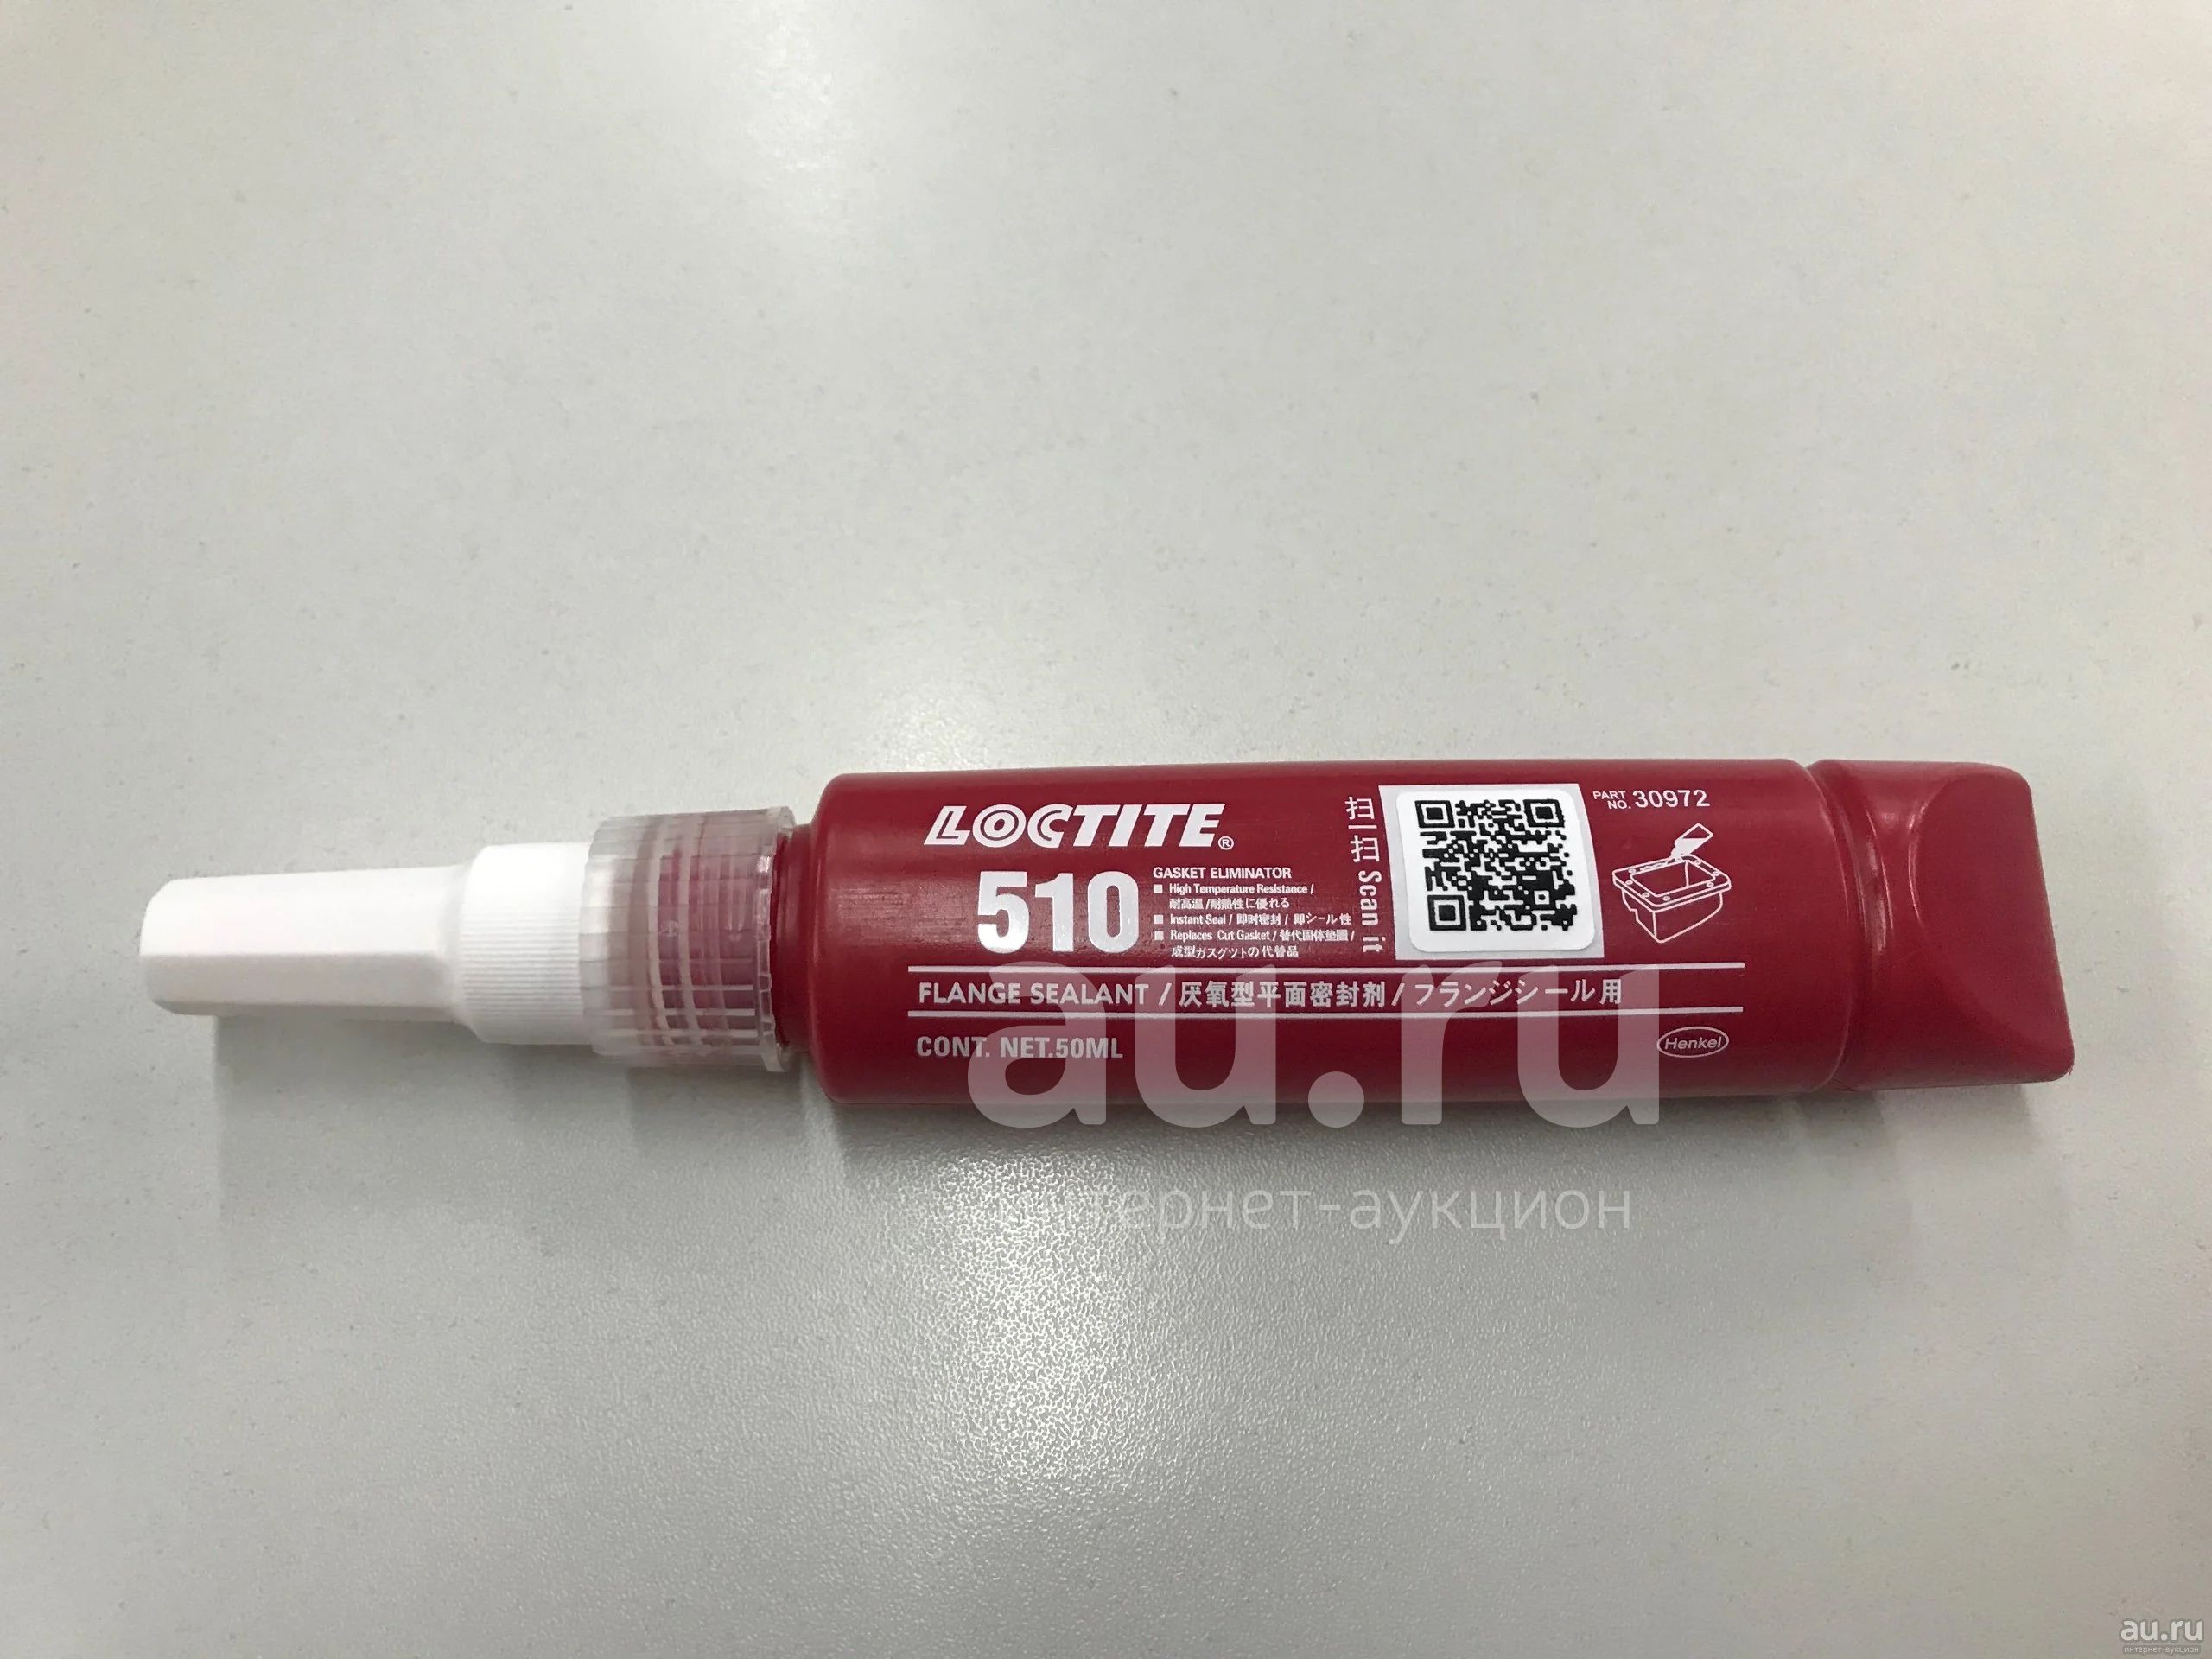 LOCTITE®
510
GASKET ELIMINATOR
■ High Temperature Resistance /
耐高温 /耐熱性に優れる
■ Instant Seal / 即时密封 / 即シール性
■ Replaces Cut Gasket / 替代固体垫圈 /
成型ガスケットの代替品
扫一扫 Scan it
PART NO. 30972
FLANGE SEALANT / 厌氧型平面密封剂 / フランジシール用
CONT. NET.50ML
Henkel
au.ru
интернет-аукцион
au.ru
интернет-аукцион